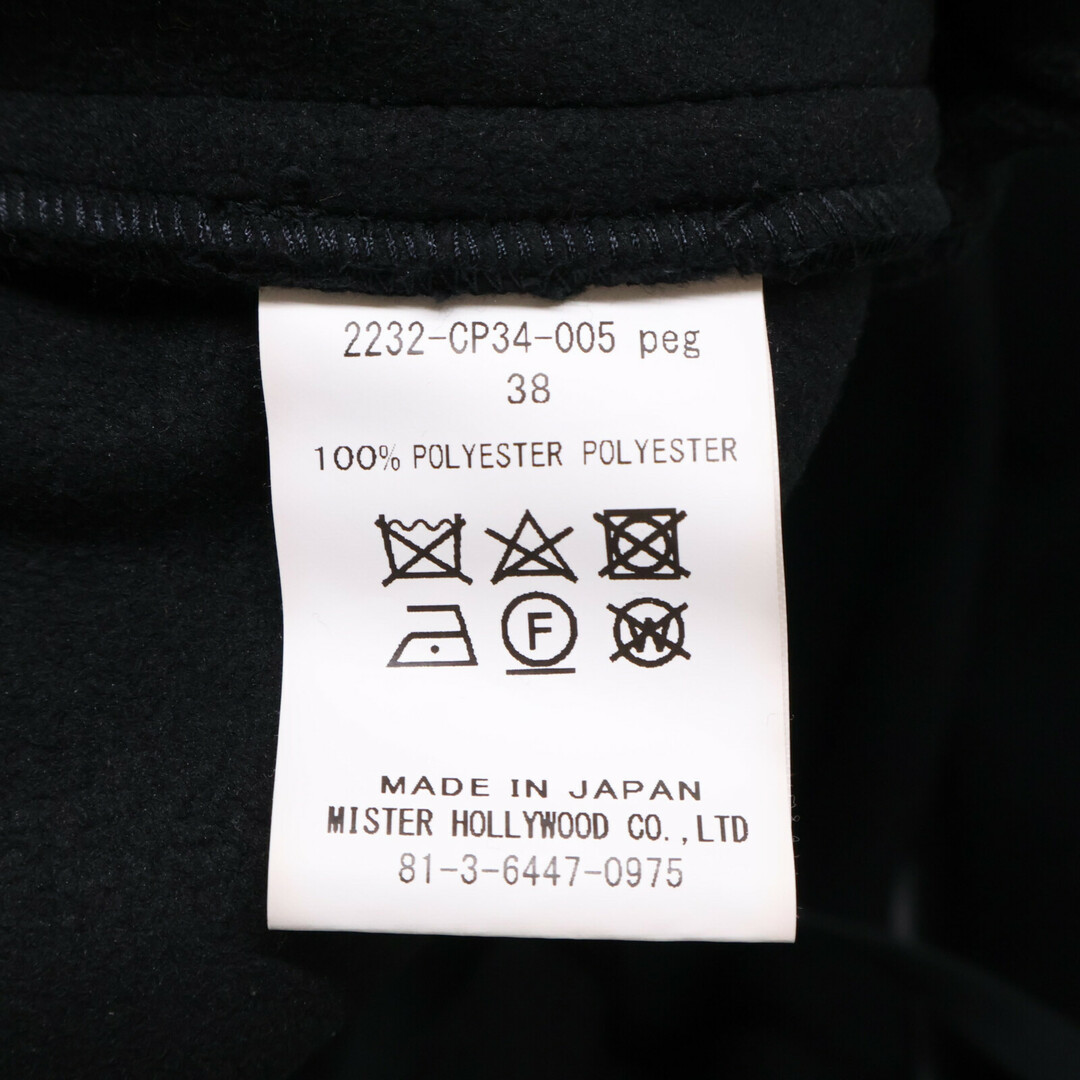 2232-CP34-005 peg
38
100% POLYESTER POLYESTER
F
W
MADE IN JAPAN
MISTER HOLLYWOOD CO.,LTD
81-3-6447-0975